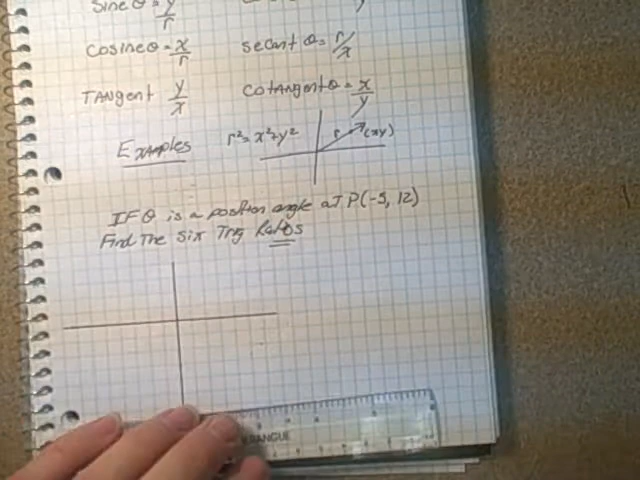 sine θ = y/r
cosine θ = x/r secant θ = r/x
TANgent y/x cotangent θ = x/y
Examples r² = x² + y² r (xy)
IF θ is a position angle aT P(-5, 12)
Find The six Trig Ratios